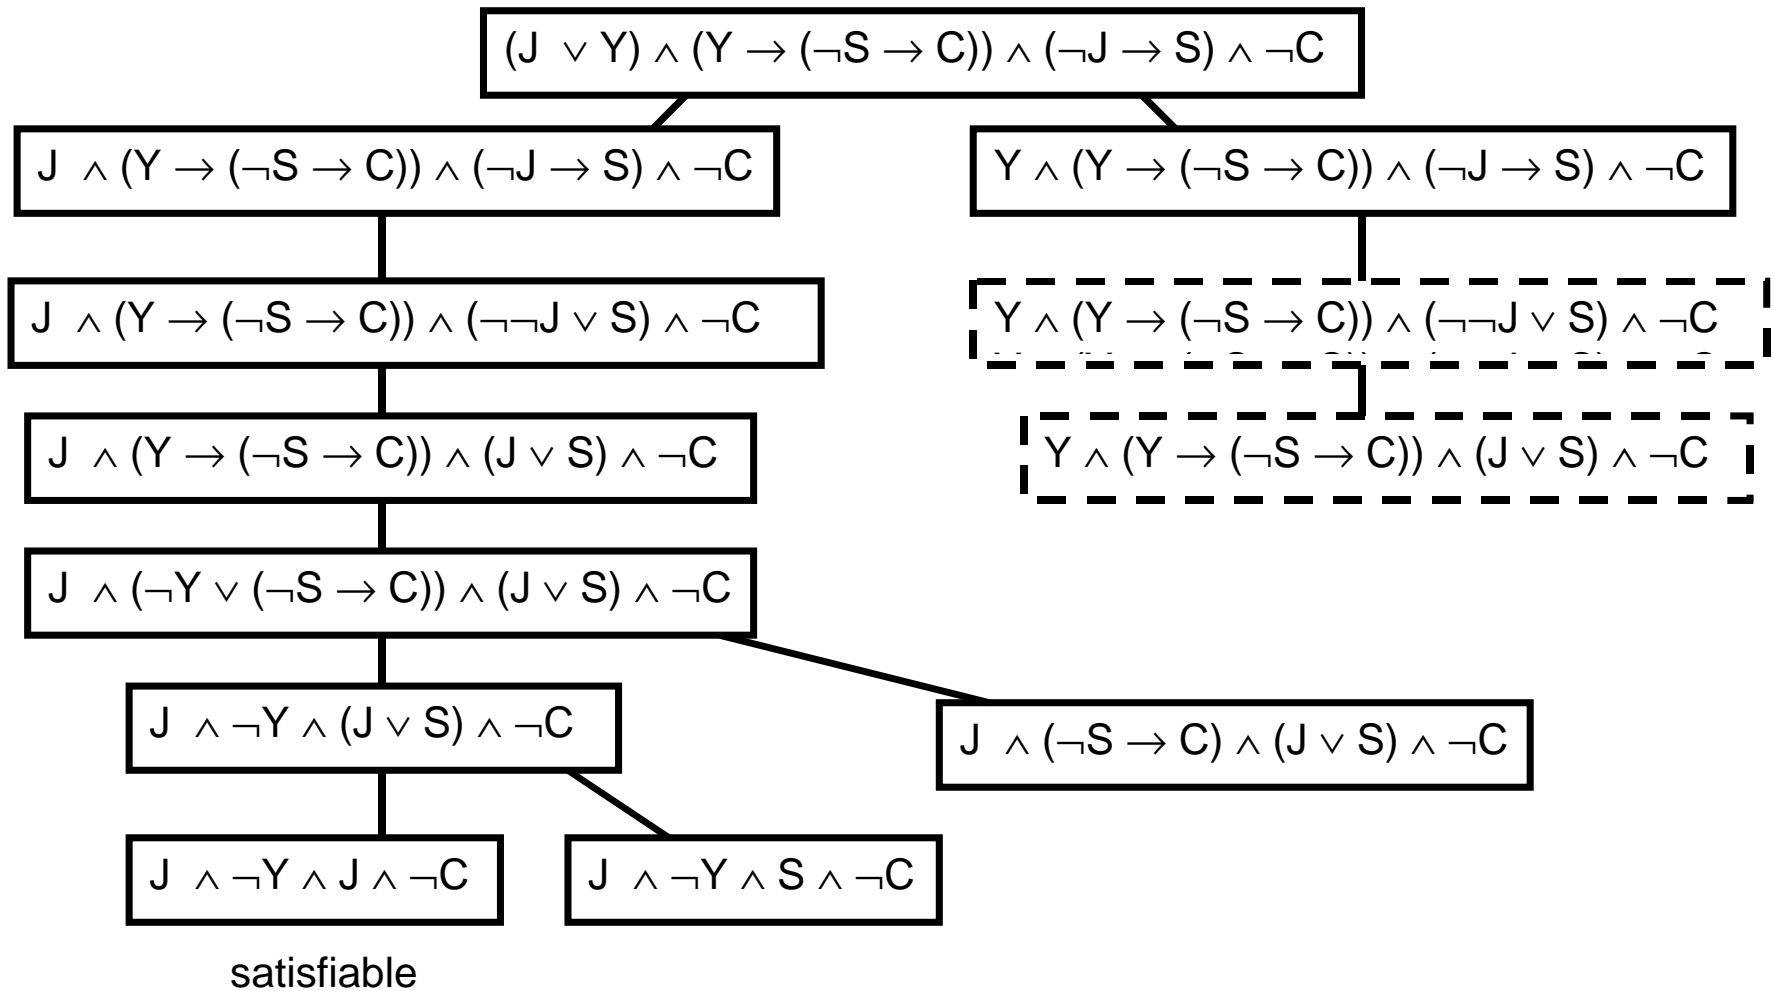 (J ∨ Y) ∧ (Y → (¬S → C)) ∧ (¬J → S) ∧ ¬C
J ∧ (Y → (¬S → C)) ∧ (¬J → S) ∧ ¬C
Y ∧ (Y → (¬S → C)) ∧ (¬J → S) ∧ ¬C
J ∧ (Y → (¬S → C)) ∧ (¬¬J ∨ S) ∧ ¬C
Y ∧ (Y → (¬S → C)) ∧ (¬¬J ∨ S) ∧ ¬C
J ∧ (Y → (¬S → C)) ∧ (J ∨ S) ∧ ¬C
Y ∧ (Y → (¬S → C)) ∧ (J ∨ S) ∧ ¬C
J ∧ (¬Y ∨ (¬S → C)) ∧ (J ∨ S) ∧ ¬C
J ∧ ¬Y ∧ (J ∨ S) ∧ ¬C
J ∧ (¬S → C) ∧ (J ∨ S) ∧ ¬C
J ∧ ¬Y ∧ J ∧ ¬C
J ∧ ¬Y ∧ S ∧ ¬C
satisfiable